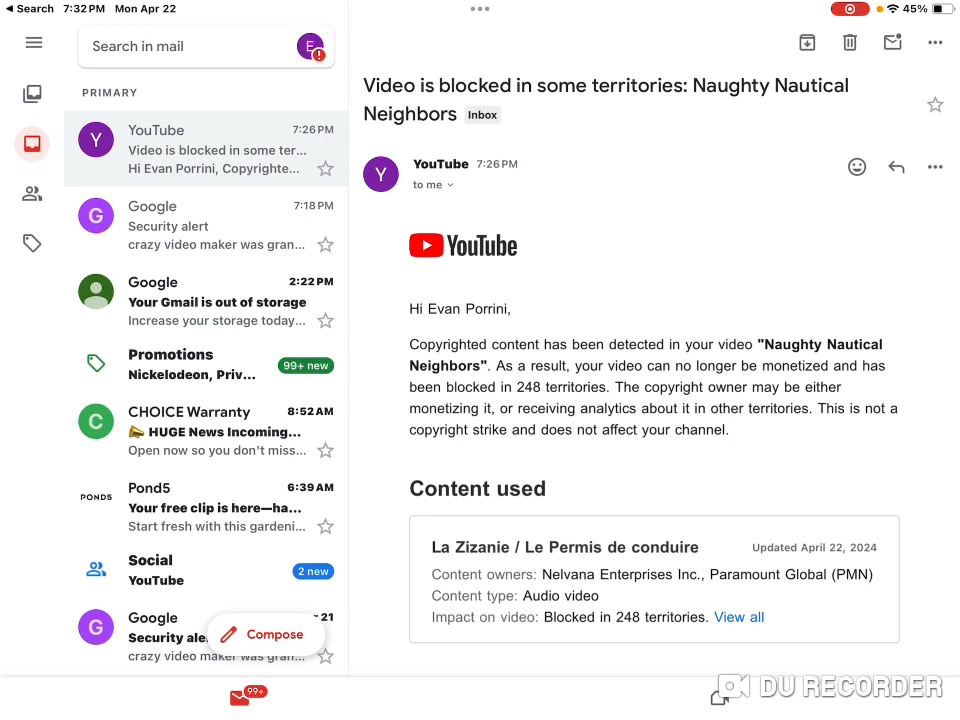 Search 7:32 PM Mon Apr 22
45%
Search in mail
E
!
PRIMARY
Y
YouTube 7:26 PM
Video is blocked in some ter...
Hi Evan Porrini, Copyrighte...
G
Google 7:18 PM
Security alert
crazy video maker was gran...
Google 2:22 PM
Your Gmail is out of storage
Increase your storage today...
Promotions
Nickelodeon, Priv...
99+ new
C
CHOICE Warranty 8:52 AM
HUGE News Incoming...
Open now so you don't miss...
POND5
Pond5 6:39 AM
Your free clip is here—ha...
Start fresh with this gardeni...
Social
YouTube
2 new
G
Google 21
Security ale
crazy video maker was gran...
Compose
99+
Video is blocked in some territories: Naughty Nautical
Neighbors Inbox
Y
YouTube 7:26 PM
to me
YouTube
Hi Evan Porrini,
Copyrighted content has been detected in your video "Naughty Nautical
Neighbors". As a result, your video can no longer be monetized and has
been blocked in 248 territories. The copyright owner may be either
monetizing it, or receiving analytics about it in other territories. This is not a
copyright strike and does not affect your channel.
Content used
La Zizanie / Le Permis de conduire Updated April 22, 2024
Content owners: Nelvana Enterprises Inc., Paramount Global (PMN)
Content type: Audio video
Impact on video: Blocked in 248 territories. View all
DU RECORDER